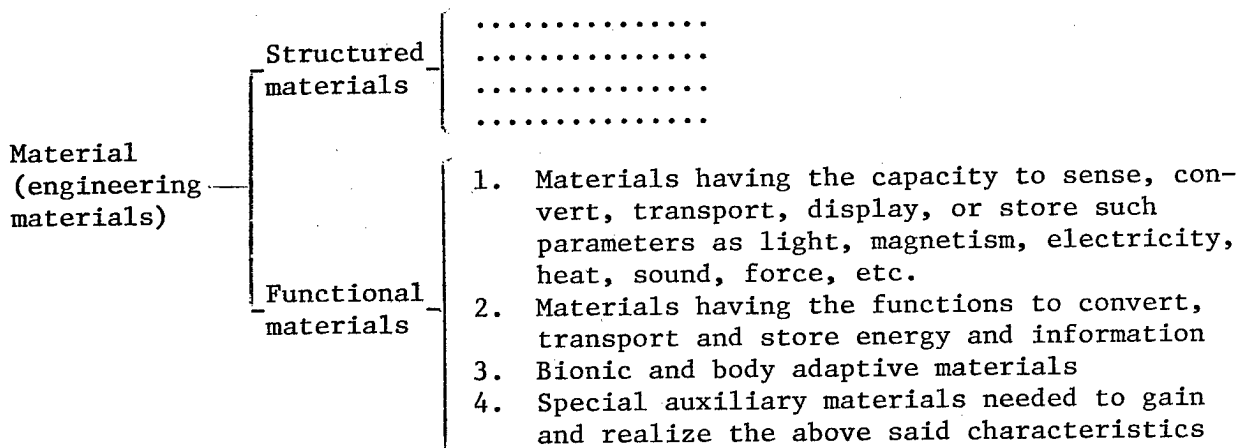 Material
(engineering
materials)
Structured
materials
...............
...............
...............
...............
Functional
materials
1. Materials having the capacity to sense, con-
vert, transport, display, or store such
parameters as light, magnetism, electricity,
heat, sound, force, etc.
2. Materials having the functions to convert,
transport and store energy and information
3. Bionic and body adaptive materials
4. Special auxiliary materials needed to gain
and realize the above said characteristics